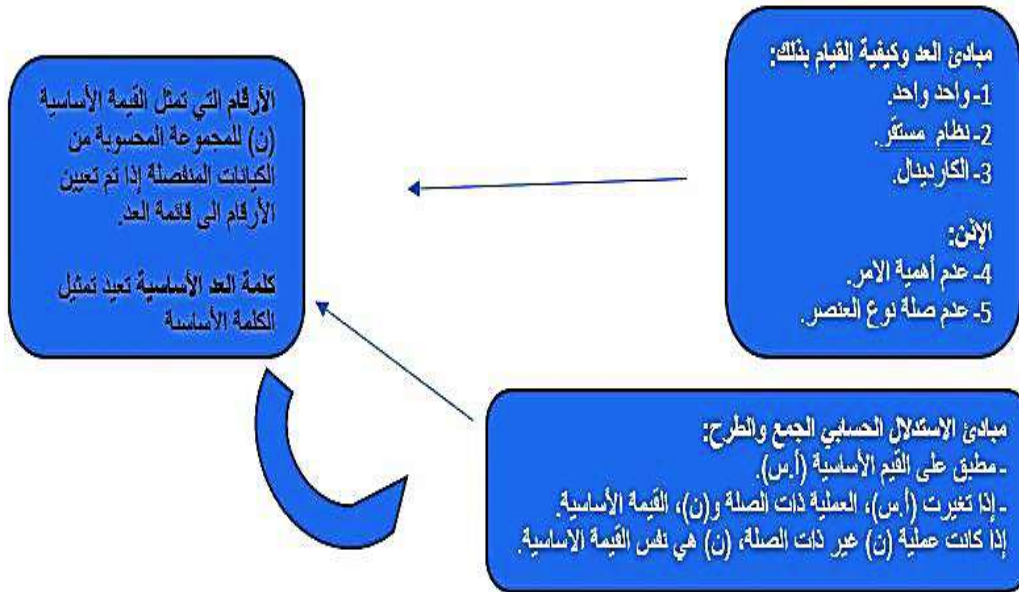 مبادئ العد وكيفية القيام بذلك:
1- واحد واحد.
2- نظام مستقر.
3- الكاردينال.
الإذن:
4- عدم أهمية الامر.
5- عدم صلة نوع العنصر.
الأرقام التي تمثل القيمة الأساسية
(ن) للمجموعة المحسوبة من
الكيانات المنفصلة إذا تم تعيين
الأرقام الى قائمة العد.
كلمة العد الأساسية تعيد تمثيل
الكلمة الأساسية
مبادئ الاستدلال الحسابي الجمع والطرح:
- مطبق على القيم الأساسية (أ.س).
- إذا تغيرت (أ.س)، العملية ذات الصلة و(ن)، القيمة الأساسية.
إذا كانت عملية (ن) غير ذات الصلة، (ن) هي نفس القيمة الاساسية.